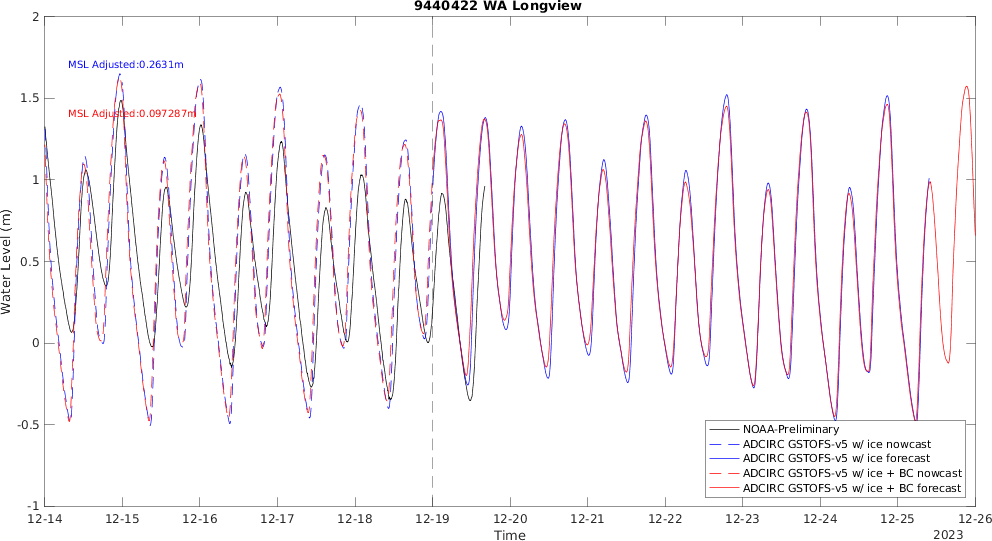 9440422 WA Longview
2
1.5
1
0.5
0
-0.5
-1
Water Level (m)
MSL Adjusted:0.2631m
MSL Adjusted:0.097287m
NOAA-Preliminary
ADCIRC GSTOFS-v5 w/ ice nowcast
ADCIRC GSTOFS-v5 w/ ice forecast
ADCIRC GSTOFS-v5 w/ ice + BC nowcast
ADCIRC GSTOFS-v5 w/ ice + BC forecast
12-14 12-15 12-16 12-17 12-18 12-19 12-20 12-21 12-22 12-23 12-24 12-25 12-26
Time
2023